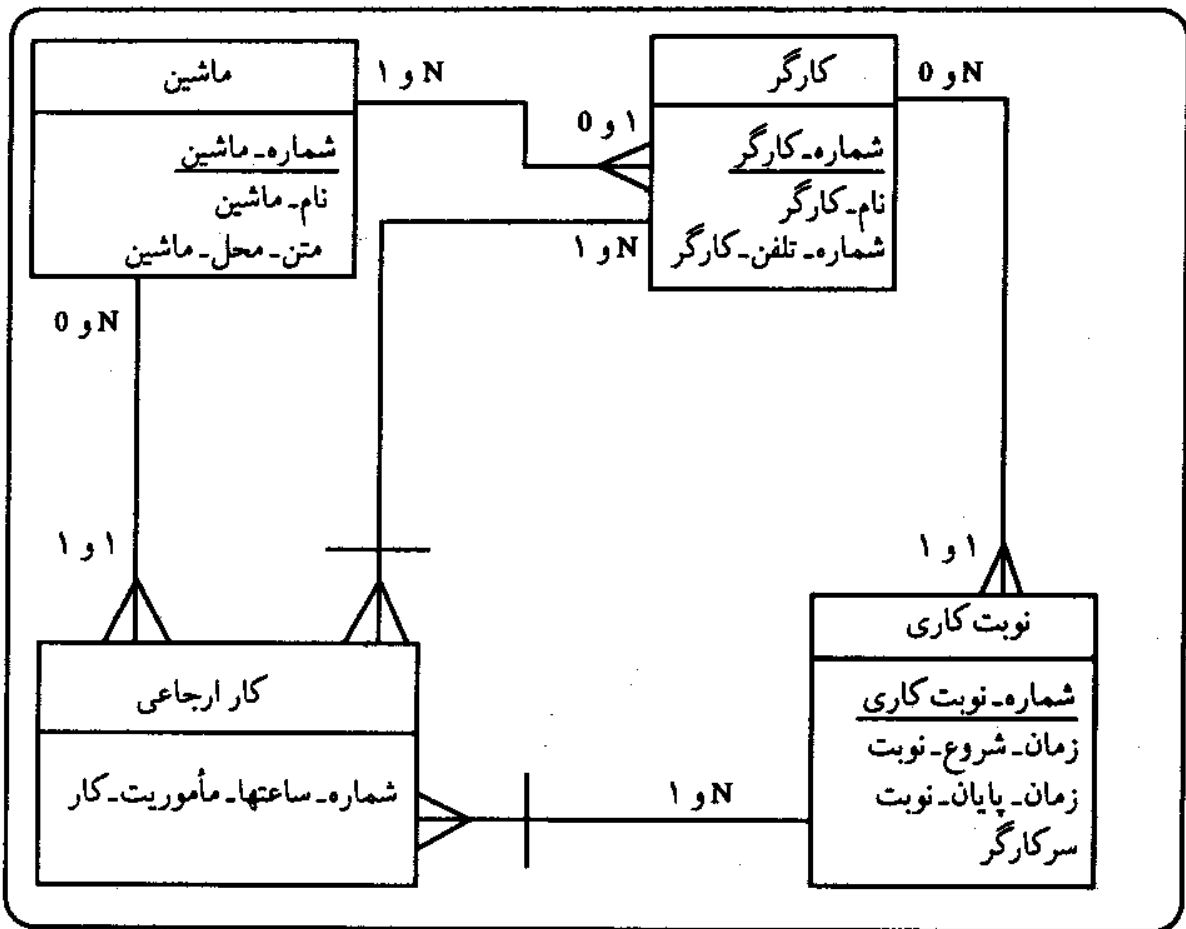 ماشین
شماره_ماشین
نام_ماشین
متن_محل_ماشین
۱ و N
۰ و ۱
کارگر
شماره_کارگر
نام_کارگر
شماره_تلفن_کارگر
0 و N
۱ و N
0 و N
۱ و ۱
۱ و ۱
کار ارجاعی
شماره_ساعتها_مأموریت_کار
۱ و N
نوبت کاری
شماره_نوبت کاری
زمان_شروع_نوبت
زمان_پایان_نوبت
سرکارگر